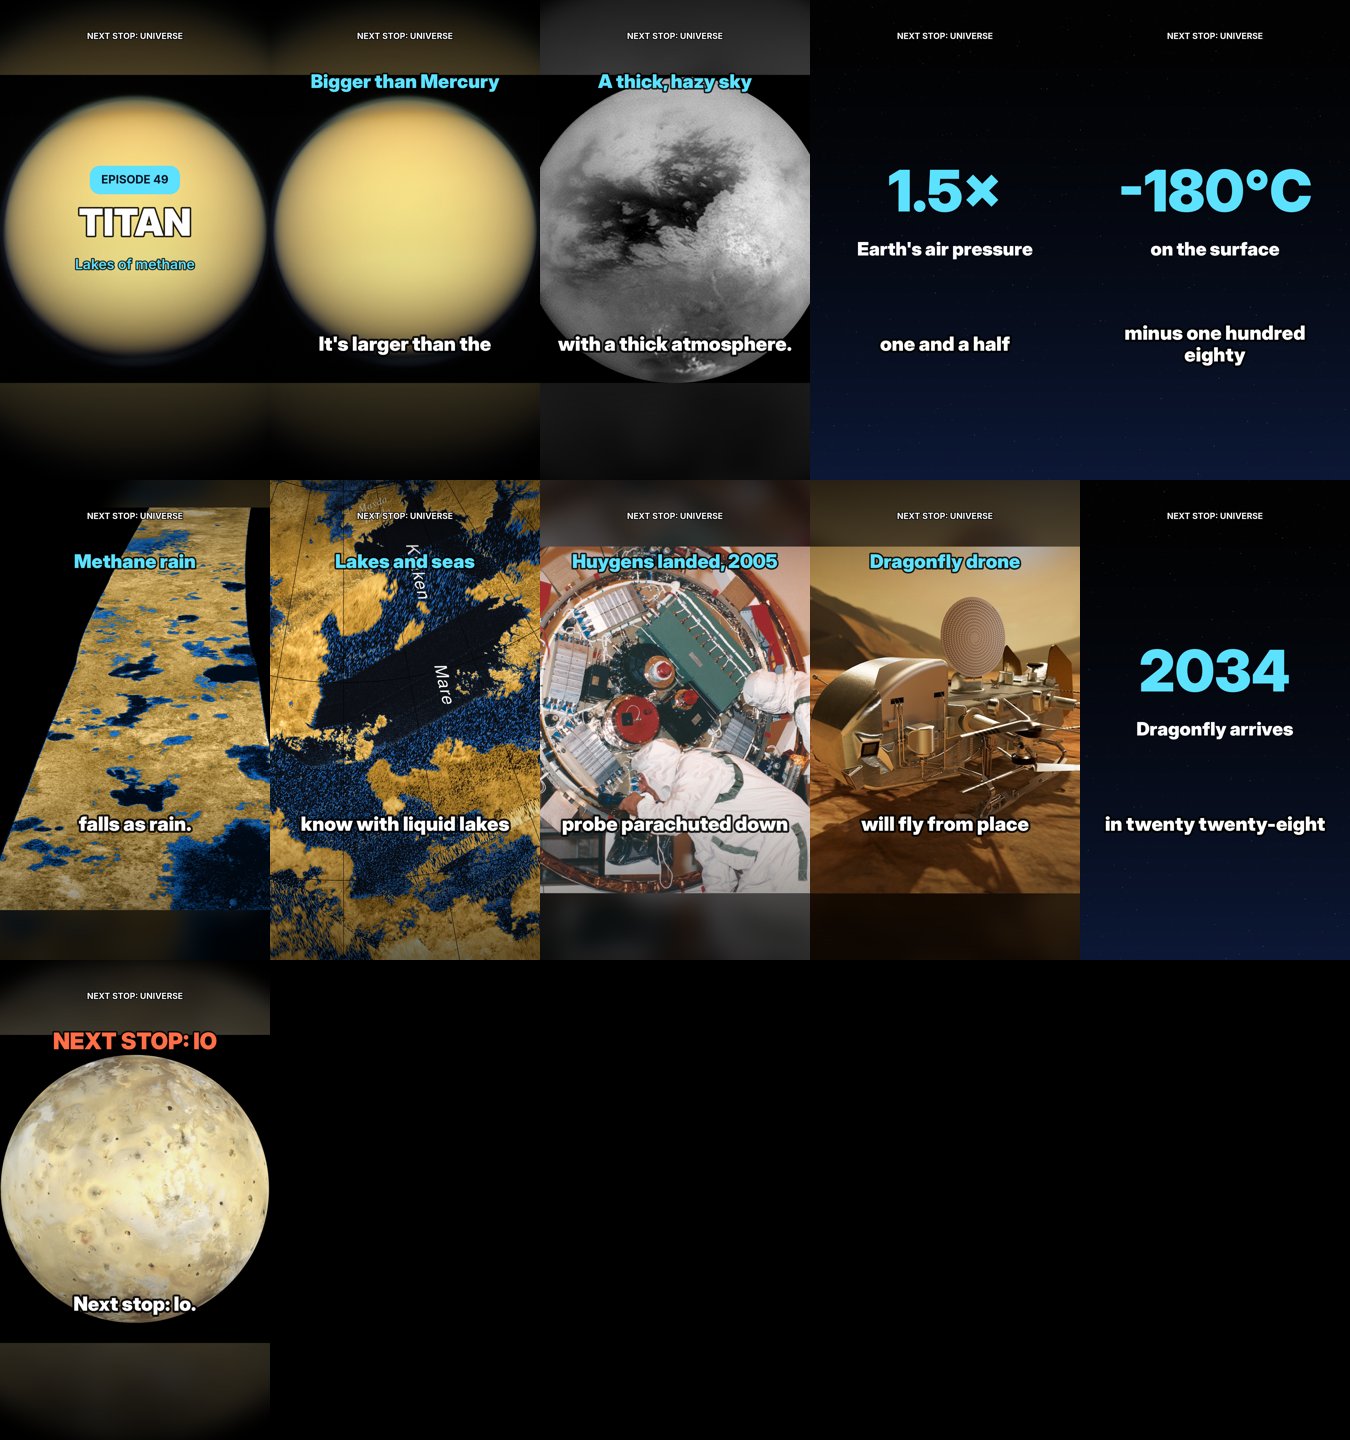 NEXT STOP: UNIVERSE
EPISODE 49
TITAN
Lakes of methane
NEXT STOP: UNIVERSE
Bigger than Mercury
It's larger than the
NEXT STOP: UNIVERSE
A thick, hazy sky
with a thick atmosphere.
NEXT STOP: UNIVERSE
1.5×
Earth's air pressure
one and a half
NEXT STOP: UNIVERSE
-180°C
on the surface
minus one hundred
eighty
NEXT STOP: UNIVERSE
Methane rain
falls as rain.
NEXT STOP: UNIVERSE
Lakes and seas
Mare
know with liquid lakes
NEXT STOP: UNIVERSE
Huygens landed, 2005
probe parachuted down
NEXT STOP: UNIVERSE
Dragonfly drone
will fly from place
NEXT STOP: UNIVERSE
2034
Dragonfly arrives
in twenty twenty-eight
NEXT STOP: UNIVERSE
NEXT STOP: IO
Next stop: Io.